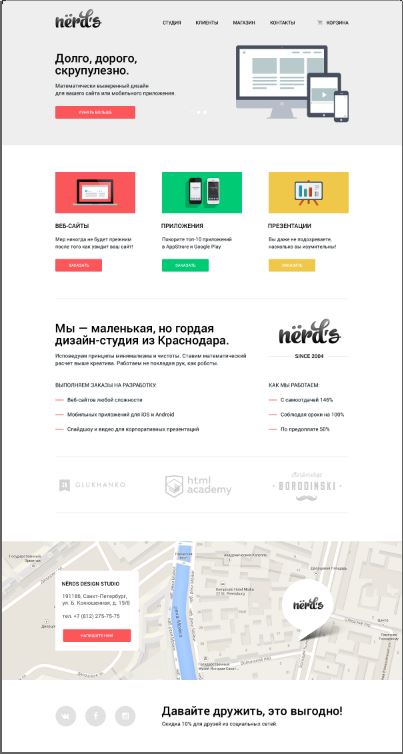 nёrd's
СТУДИЯ КЛИЕНТЫ МАГАЗИН КОНТАКТЫ КОРЗИНА
Долго, дорого,
скрупулезно.
Математически выверенный дизайн
для вашего сайта или мобильного приложения.
УЗНАТЬ БОЛЬШЕ
ВЕБ-САЙТЫ
Мир никогда не будет прежним
после того как увидит ваш сайт!
ЗАКАЗАТЬ
ПРИЛОЖЕНИЯ
Покорите топ-10 приложений
в AppStore и Google Play
ЗАКАЗАТЬ
ПРЕЗЕНТАЦИИ
Вы даже не подозреваете,
насколько вы изумительны!
ЗАКАЗАТЬ
Мы — маленькая, но гордая
дизайн-студия из Краснодара.
Исповедуем принципы минимализма и чистоты. Ставим математический
расчет выше креатива. Работаем не покладая рук, как роботы.
nёrd's
SINCE 2004
ВЫПОЛНЯЕМ ЗАКАЗЫ НА РАЗРАБОТКУ:
Веб-сайтов любой сложности
Мобильных приложений для iOS и Android
Слайдшоу и видео для корпоративных презентаций
КАК МЫ РАБОТАЕМ:
С самоотдачей 146%
Соблюдая сроки на 100%
По предоплате 50%
GLUKHANKO
html
academy
BORODINSKI
NЁRDS DESIGN STUDIO
191186, Санкт-Петербург,
ул. Б. Конюшенная, д. 19/8
тел. +7 (812) 275-75-75
НАПИШИТЕ НАМ
река Мойка
nёrd's
Давайте дружить, это выгодно!
Скидка 10% для друзей из социальных сетей.